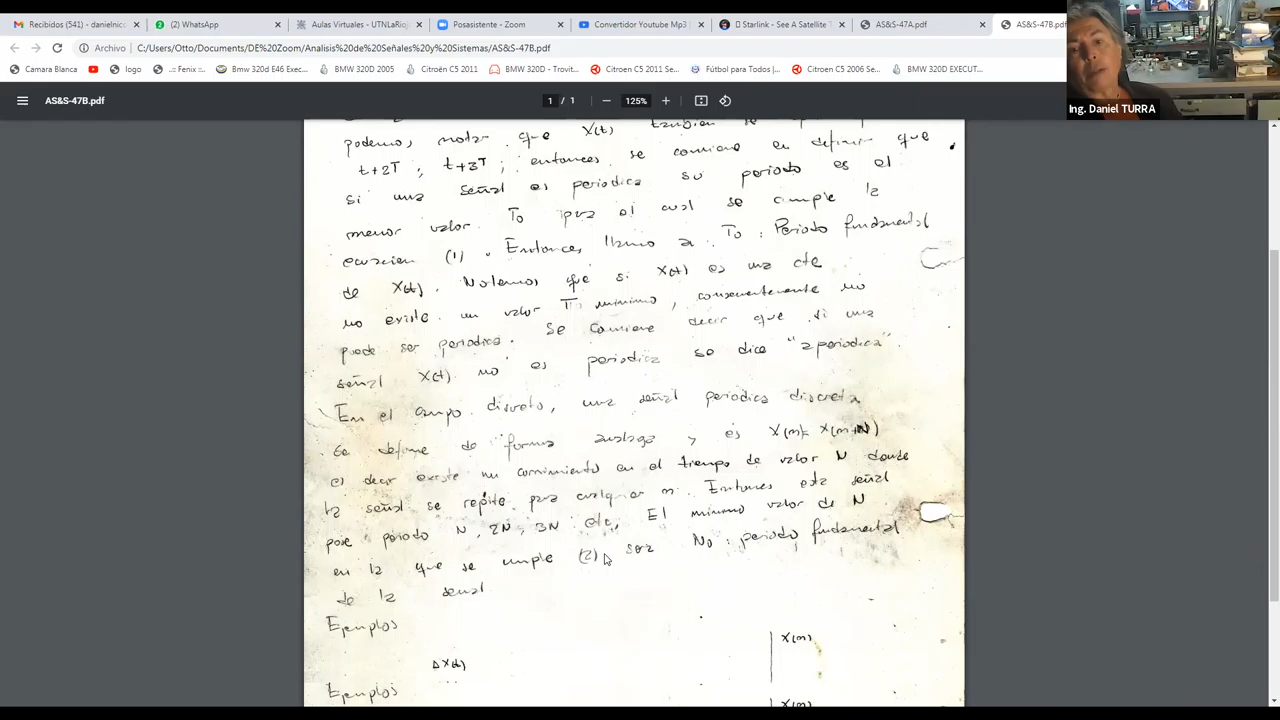 Recibidos (541) - danielnico
(2) WhatsApp
Aulas Virtuales - UTNLaRioj
Posasistente - Zoom
Convertidor Youtube Mp3
Starlink - See A Satellite T
AS&S-47A.pdf
AS&S-47B.pdf
Archivo C:/Users/Otto/Documents/DE%20Zoom/Analisis%20de%20Señales%20y%20Sistemas/AS&S-47B.pdf
Camára Blanca
logo
..:: Fenix ::..
Bmw 320d E46 Exec...
BMW 320D 2005
Citroën C5 2011
BMW 320D – Trovit...
Citroen C5 2011 Se...
Fútbol para Todos |...
Citroen C5 2006 Se...
BMW 320D EXECUT...
AS&S-47B.pdf
1 / 1
125%
Ing. Daniel TURRA
podemos, notar que X(t) tambien se
t+2T ; t+3T ; entonces se conviene en definir que
si una señal es periodica su periodo es el
menor valor To para el cual se cumple la
ecuacion (1). Entonces llamo a To: Periodo fundamental
de X(t). Notemos que si X(t) es una cte
no existe un valor T minimo, consecuentemente no
puede ser periodica. Se conviene decir que si una
señal X(t) no es periodica se dice "aperiodica".
En el campo discreto, una señal periodica discreta
se define de forma analoga y es X(m)= X(m+N)
es decir existe un corrimiento en el tiempo de valor N donde
la señal se repite para cualquier m. Entonces esta señal
pose periodo N, 2N, 3N etc, El minimo valor de N
en la que se cumple (2), sera No: periodo fundamental
de la señal
Ejemplos
X(m)
X(t)
Ejemplos
X(m)